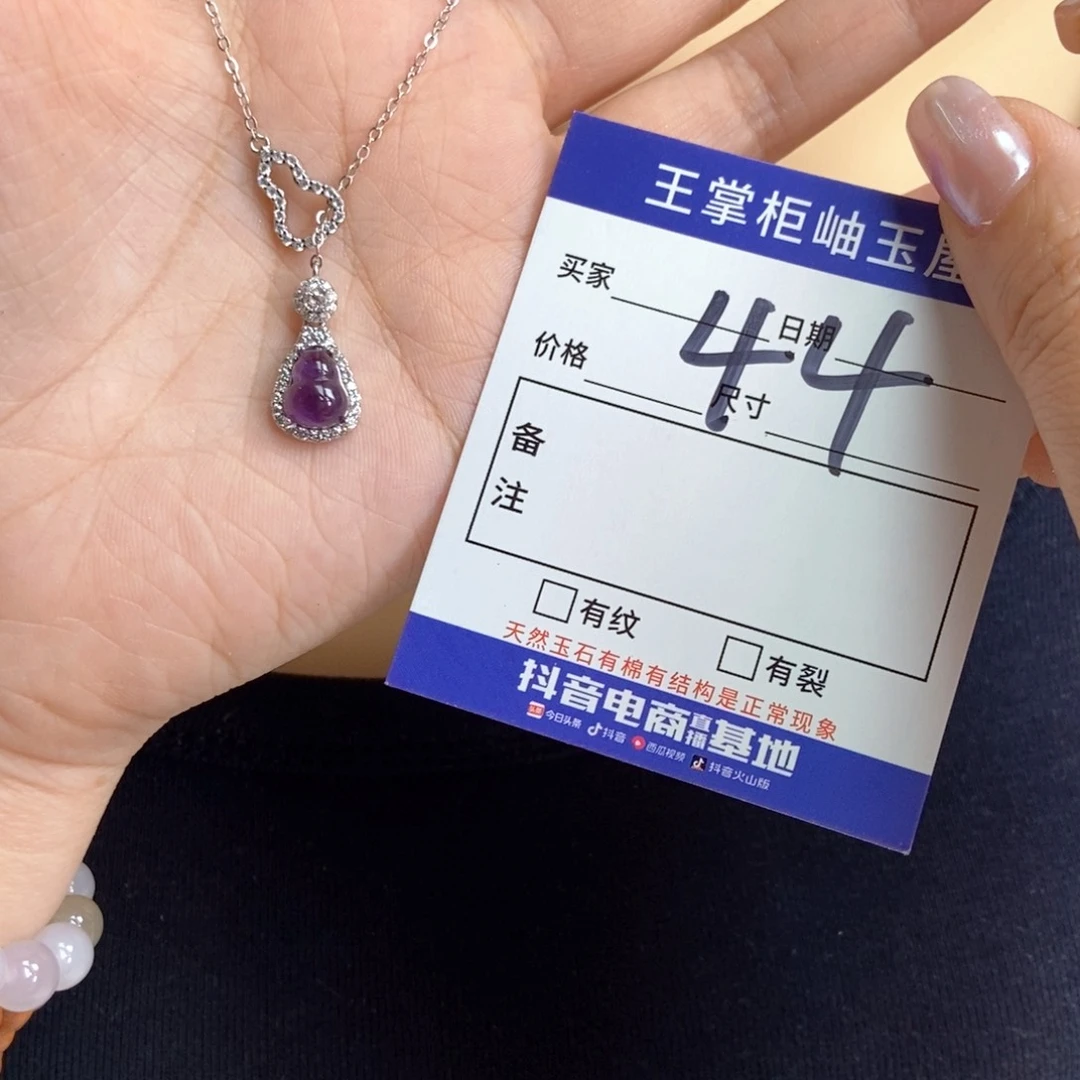 王掌柜岫玉屋
买家
日期
44
价格
尺寸
备注
有纹
有裂
天然玉石有棉有结构是正常现象
抖音电商直播基地
头条 今日头条 抖音 西瓜视频 抖音火山版